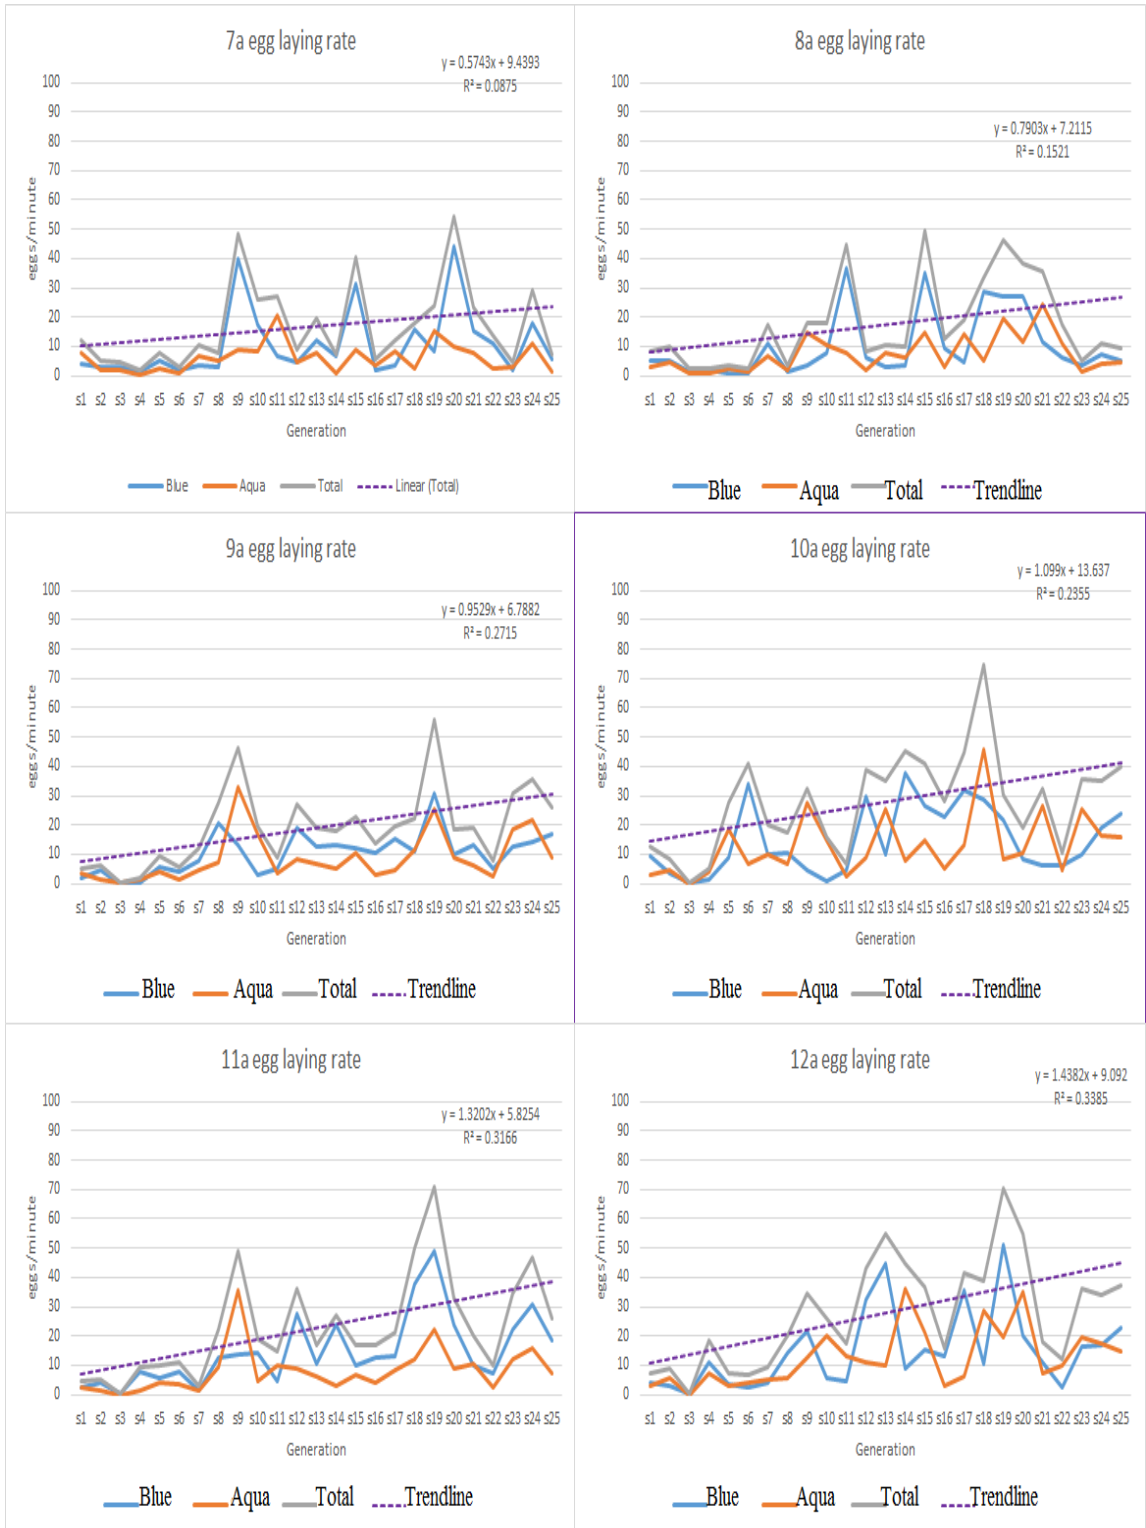 7a egg laying rate
y = 0.5743x + 9.4393
R² = 0.0875
100
90
80
70
60
50
40
30
20
10
0
eggs/minute
s1 s2 s3 s4 s5 s6 s7 s8 s9 s10 s11 s12 s13 s14 s15 s16 s17 s18 s19 s20 s21 s22 s23 s24 s25
Generation
Blue Aqua Total Linear (Total)
8a egg laying rate
y = 0.7903x + 7.2115
R² = 0.1521
100
90
80
70
60
50
40
30
20
10
0
eggs/minute
s1 s2 s3 s4 s5 s6 s7 s8 s9 s10 s11 s12 s13 s14 s15 s16 s17 s18 s19 s20 s21 s22 s23 s24 s25
Generation
Blue Aqua Total Trendline
9a egg laying rate
y = 0.9529x + 6.7882
R² = 0.2715
100
90
80
70
60
50
40
30
20
10
0
eggs/minute
s1 s2 s3 s4 s5 s6 s7 s8 s9 s10 s11 s12 s13 s14 s15 s16 s17 s18 s19 s20 s21 s22 s23 s24 s25
Generation
Blue Aqua Total Trendline
10a egg laying rate
y = 1.099x + 13.637
R² = 0.2355
100
90
80
70
60
50
40
30
20
10
0
eggs/minute
s1 s2 s3 s4 s5 s6 s7 s8 s9 s10 s11 s12 s13 s14 s15 s16 s17 s18 s19 s20 s21 s22 s23 s24 s25
Generation
Blue Aqua Total Trendline
11a egg laying rate
y = 1.3202x + 5.8254
R² = 0.3166
100
90
80
70
60
50
40
30
20
10
0
eggs/minute
s1 s2 s3 s4 s5 s6 s7 s8 s9 s10 s11 s12 s13 s14 s15 s16 s17 s18 s19 s20 s21 s22 s23 s24 s25
Generation
Blue Aqua Total Trendline
12a egg laying rate
y = 1.4382x + 9.092
R² = 0.3385
100
90
80
70
60
50
40
30
20
10
0
eggs/minute
s1 s2 s3 s4 s5 s6 s7 s8 s9 s10 s11 s12 s13 s14 s15 s16 s17 s18 s19 s20 s21 s22 s23 s24 s25
Generation
Blue Aqua Total Trendline